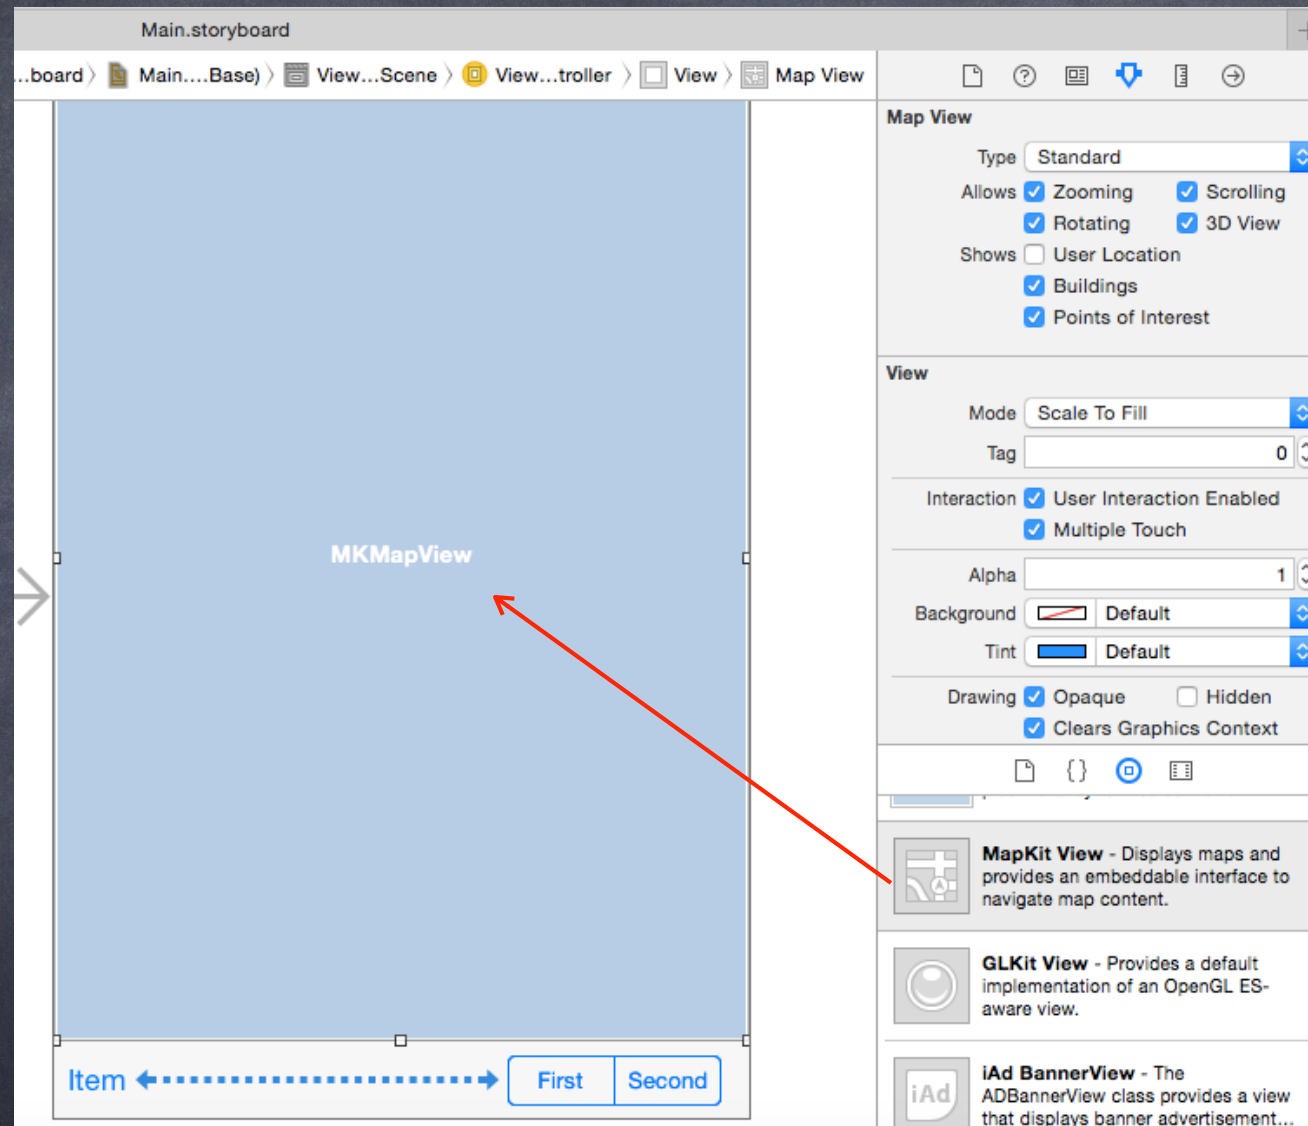 Main.storyboard
...board
Main....Base)
View...Scene
View...troller
View
Map View
Map View
Type Standard
Allows Zooming Scrolling
Rotating 3D View
Shows User Location
Buildings
Points of Interest
View
Mode Scale To Fill
Tag 0
Interaction User Interaction Enabled
Multiple Touch
Alpha 1
Background Default
Tint Default
Drawing Opaque Hidden
Clears Graphics Context
{}
MKMapView
MapKit View - Displays maps and
provides an embeddable interface to
navigate map content.
GLKit View - Provides a default
implementation of an OpenGL ES-
aware view.
iAd
iAd BannerView - The
ADBannerView class provides a view
that displays banner advertisement...
Item First Second